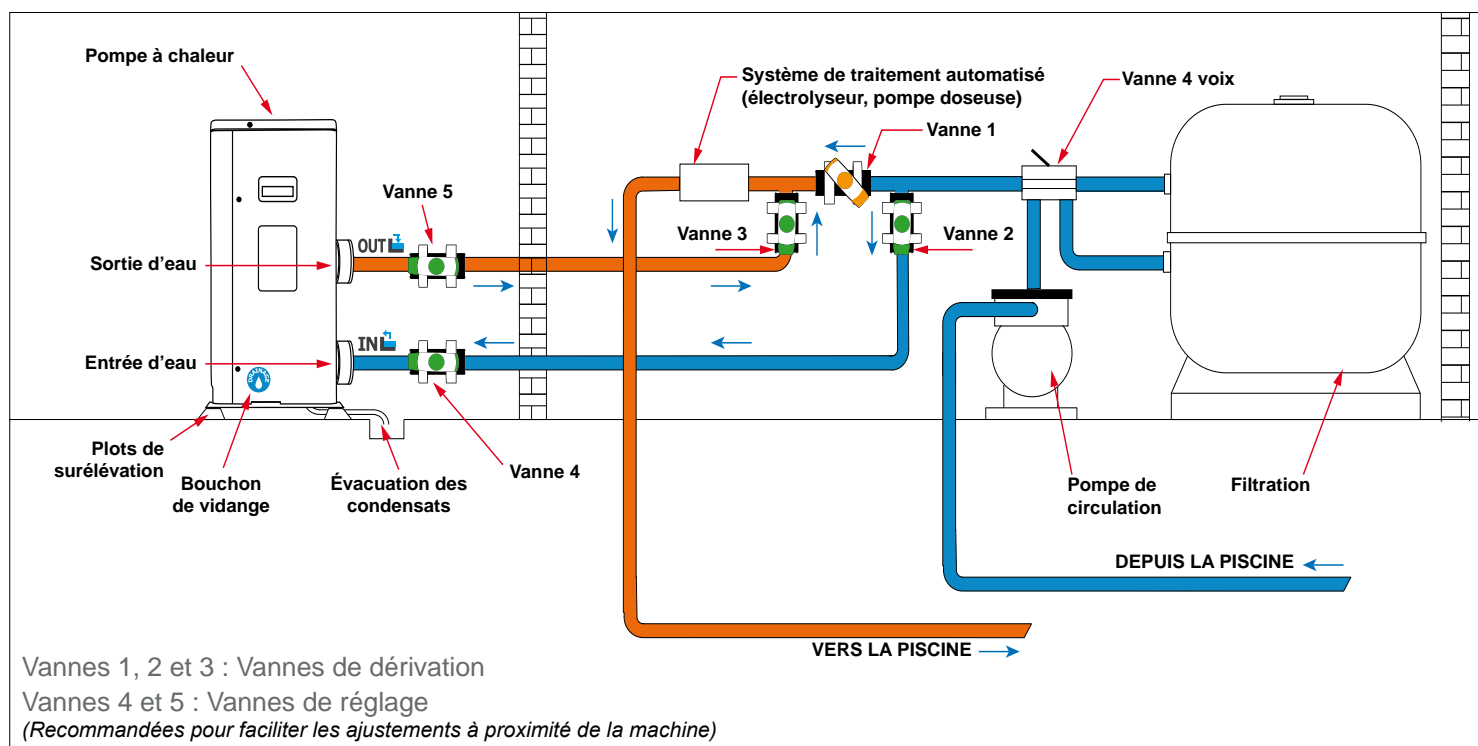 Pompe à chaleur
Système de traitement automatisé
(électrolyseur, pompe doseuse)
Vanne 4 voix
Vanne 1
Vanne 5
OUT
Vanne 3
Vanne 2
Sortie d'eau
IN
Entrée d'eau
DRAINAGE
Plots de
surélévation
Bouchon
de vidange
Évacuation des
condensats
Vanne 4
Pompe de
circulation
Filtration
DEPUIS LA PISCINE
VERS LA PISCINE
Vannes 1, 2 et 3 : Vannes de dérivation
Vannes 4 et 5 : Vannes de réglage
(Recommandées pour faciliter les ajustements à proximité de la machine)